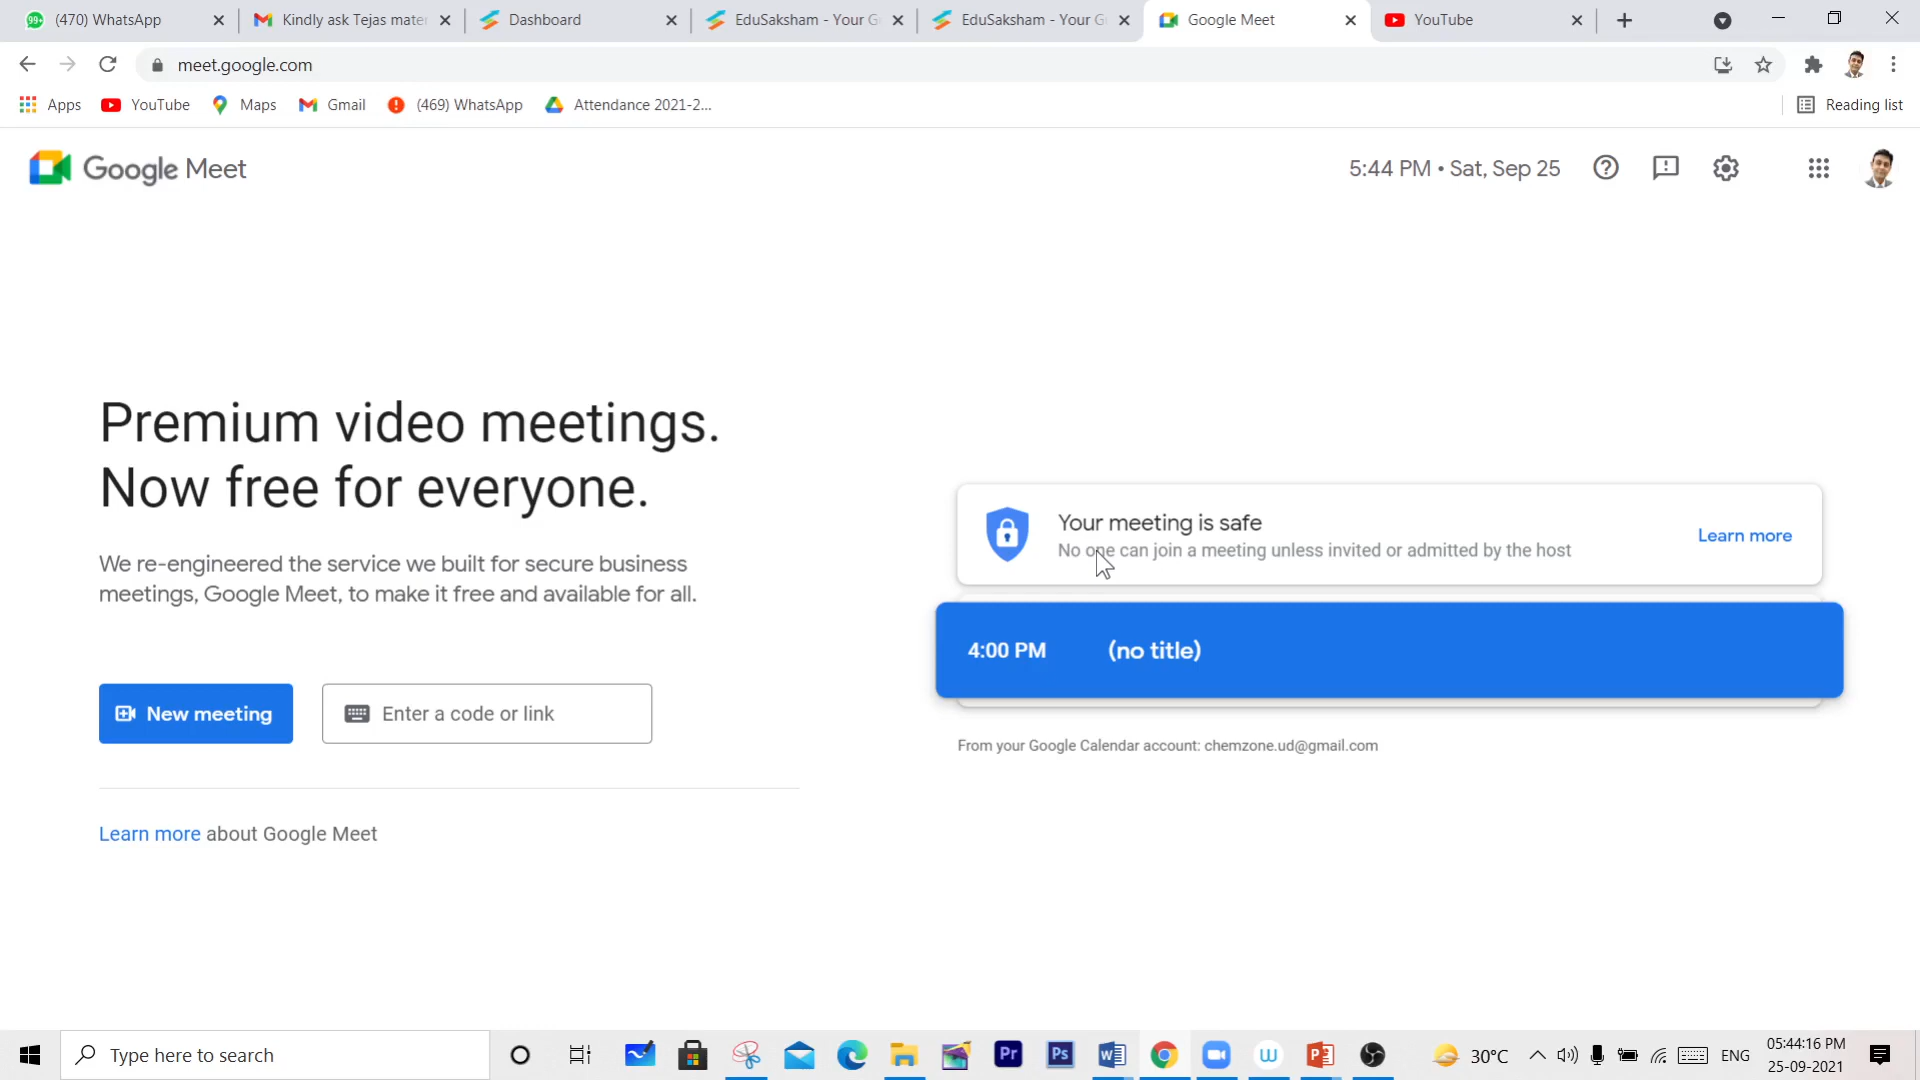 (470) WhatsApp
Kindly ask Tejas mater
Dashboard
EduSaksham - Your G
EduSaksham - Your G
Google Meet
YouTube
meet.google.com
Apps
YouTube
Maps
Gmail
(469) WhatsApp
Attendance 2021-2...
Reading list
Google Meet
5:44 PM • Sat, Sep 25
Premium video meetings.
Now free for everyone.
We re-engineered the service we built for secure business
meetings, Google Meet, to make it free and available for all.
New meeting
Enter a code or link
Learn more about Google Meet
Your meeting is safe
No one can join a meeting unless invited or admitted by the host
Learn more
4:00 PM (no title)
From your Google Calendar account: chemzone.ud@gmail.com
Type here to search
Pr
Ps
30°C
ENG
05:44:16 PM
25-09-2021